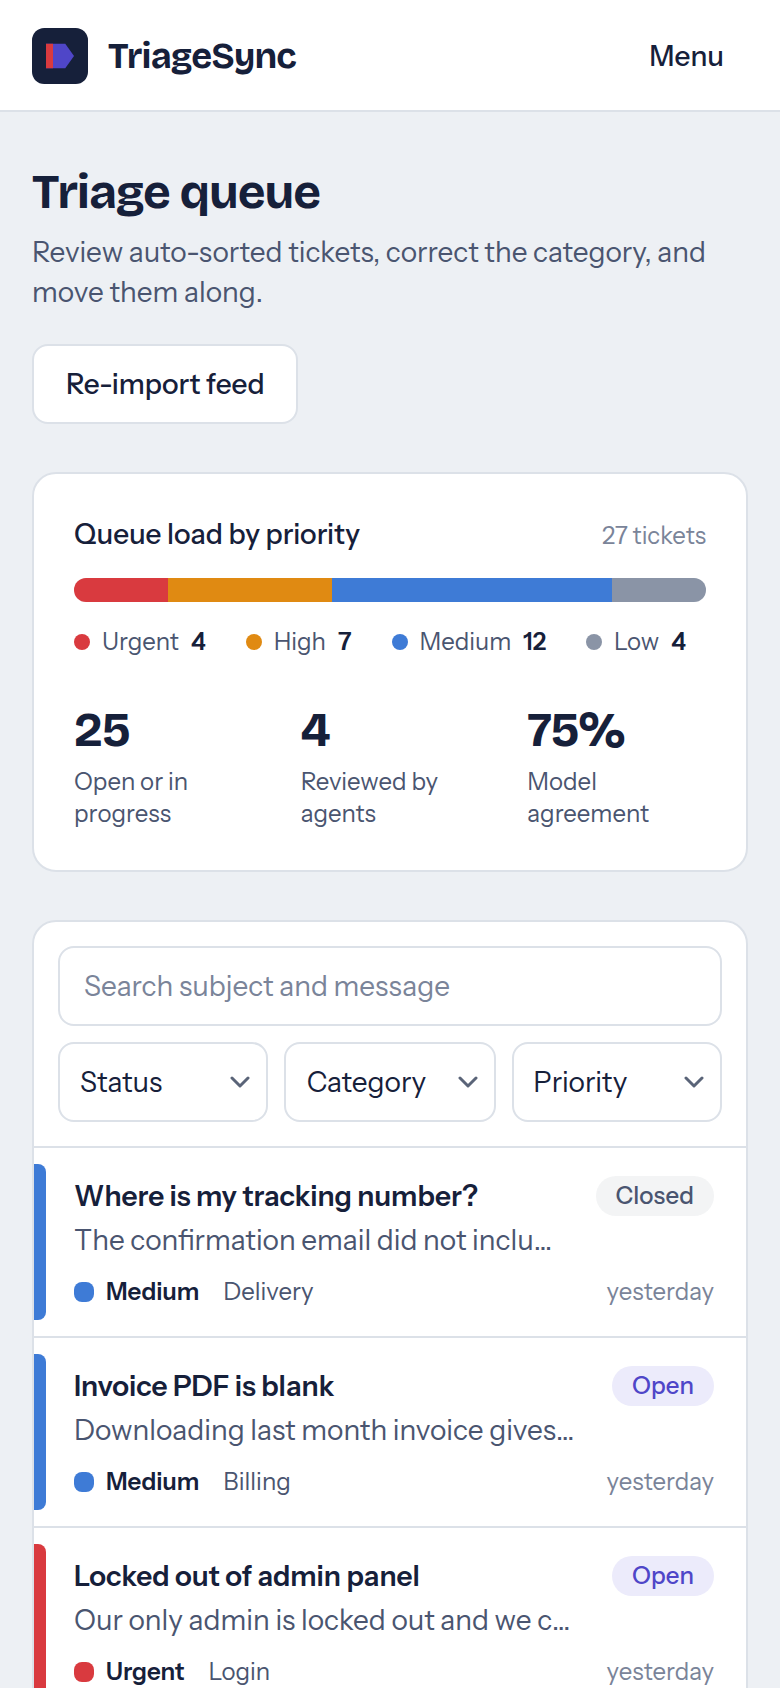 TriageSync
Menu
Triage queue
Review auto-sorted tickets, correct the category, and
move them along.
Re-import feed
Queue load by priority
27 tickets
Urgent 4 High 7 Medium 12 Low 4
25 4 75%
Open or in Reviewed by Model
progress agents agreement
Search subject and message
Status Category Priority
Where is my tracking number? Closed
The confirmation email did not inclu...
Medium Delivery yesterday
Invoice PDF is blank Open
Downloading last month invoice gives...
Medium Billing yesterday
Locked out of admin panel Open
Our only admin is locked out and we c...
Urgent Login yesterday